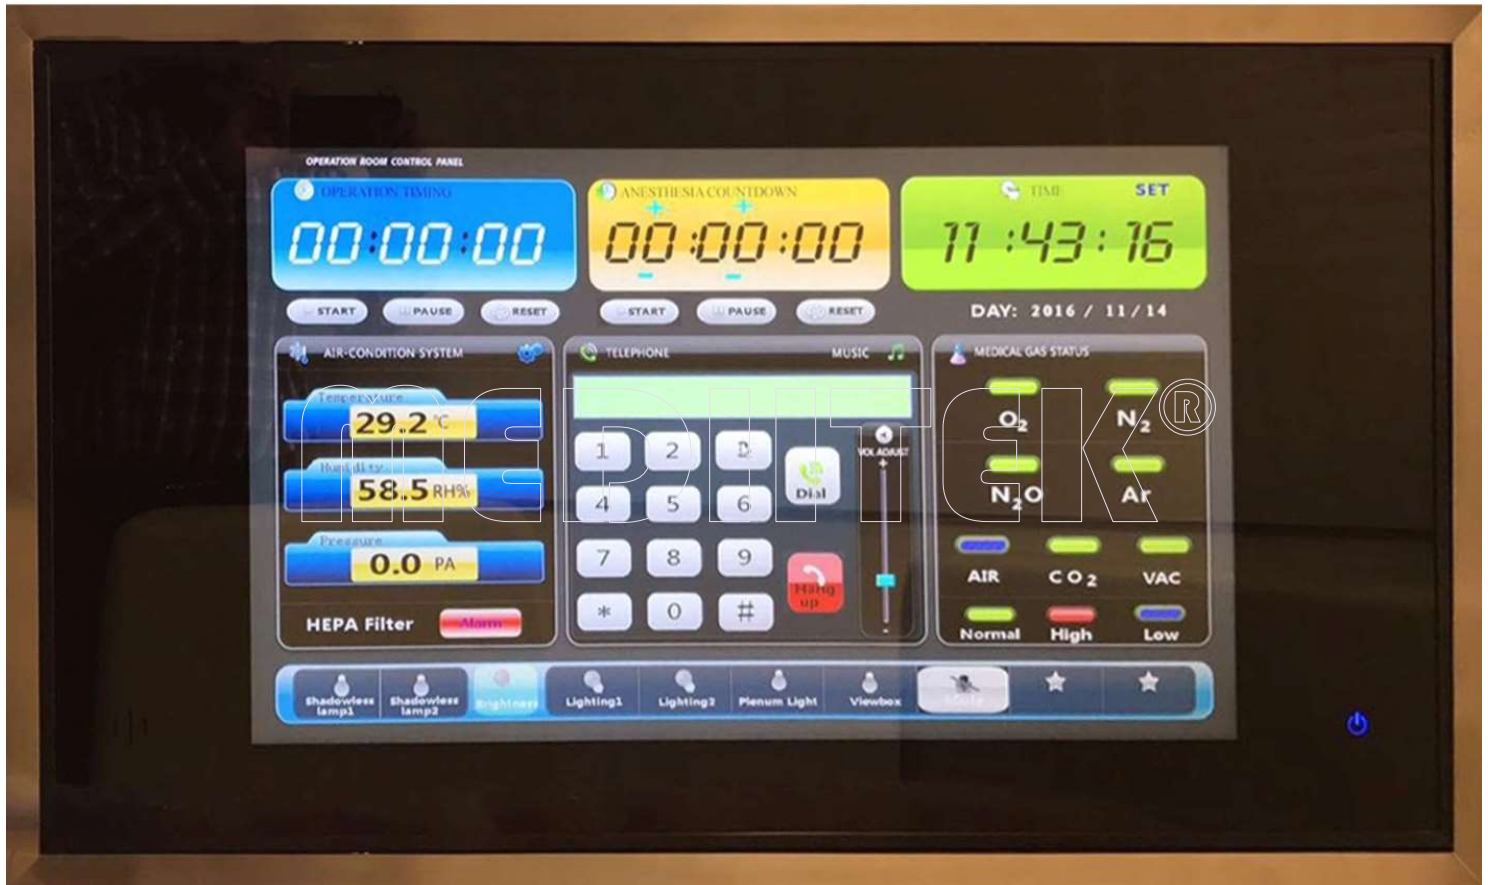 OPERATION ROOM CONTROL PANEL
OPERATION TIMING
00:00:00
START PAUSE RESET
ANESTHESIA COUNTDOWN
+ +
00:00:00
- -
START PAUSE RESET
TIME SET
11:43:16
DAY: 2016 / 11/14
AIR-CONDITION SYSTEM
Temperature
29.2 ℃
Humidity
58.5 RH%
Pressure
0.0 PA
HEPA Filter Alarm
TELEPHONE MUSIC
1 2
4 5 6
7 8 9
* 0 #
Dial
Hang
up
VOL ADJUST
+
-
MEDICAL GAS STATUS
O₂ N₂
N₂O Ar
AIR CO₂ VAC
Normal High Low
MEDITEK®
Shadowless
lamp1
Shadowless
lamp2
Brightness
Lighting1
Lighting2
Plenum Light
Viewbox